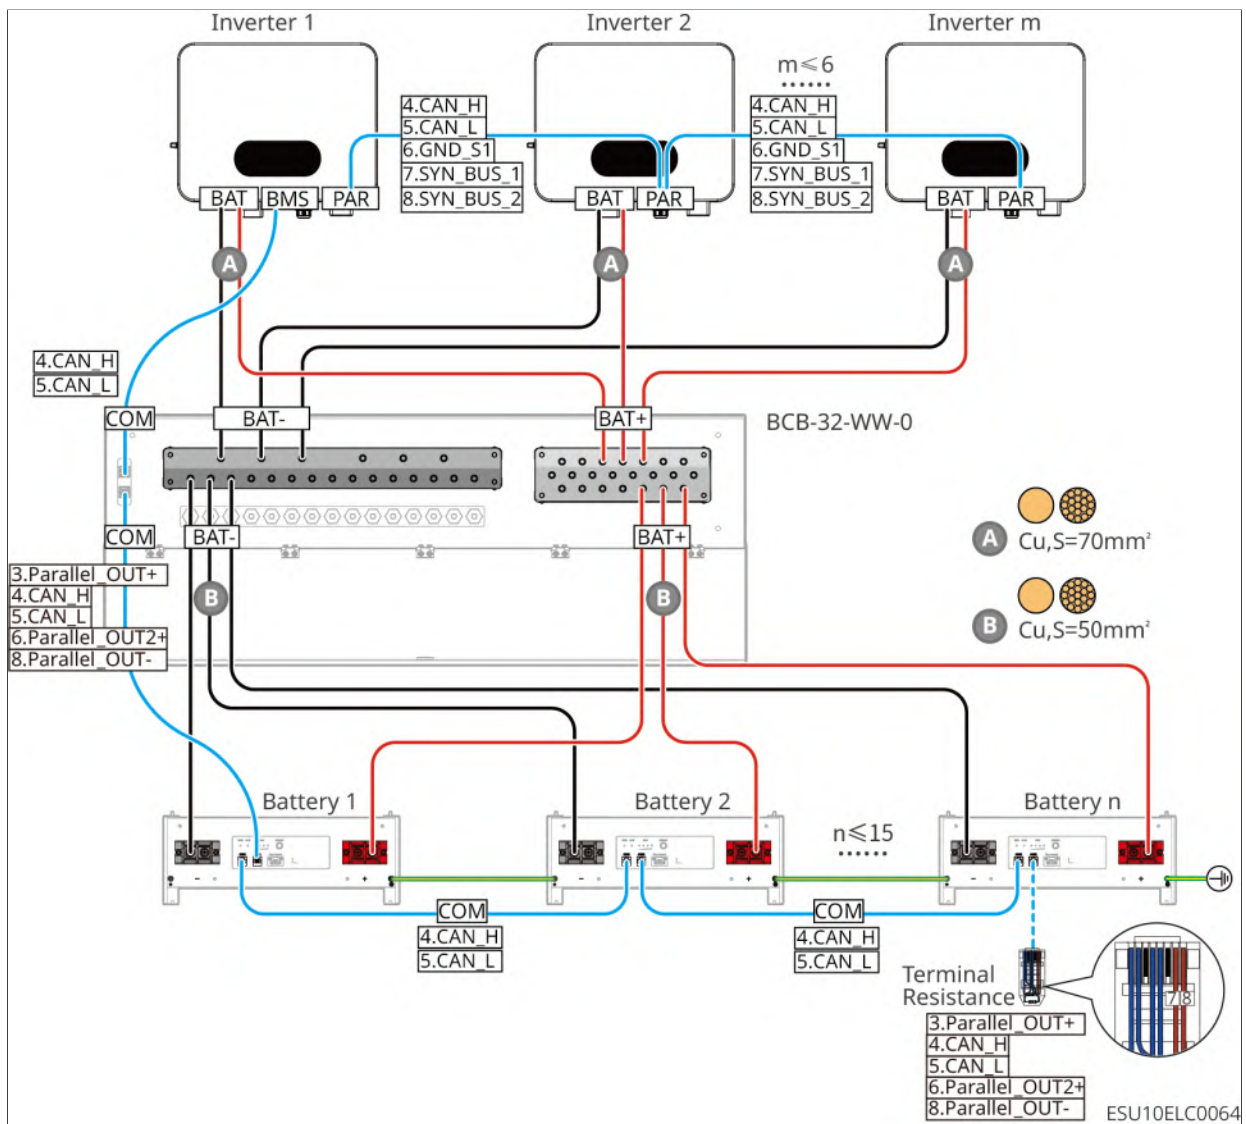 Inverter 1
Inverter 2
Inverter m
m≤6
......
4.CAN_H
5.CAN_L
6.GND_S1
7.SYN_BUS_1
8.SYN_BUS_2
4.CAN_H
5.CAN_L
6.GND_S1
7.SYN_BUS_1
8.SYN_BUS_2
BAT
BMS
PAR
BAT
PAR
BAT
PAR
A
A
A
4.CAN_H
5.CAN_L
COM
BAT-
BAT+
BCB-32-WW-0
COM
BAT-
BAT+
A
Cu,S=70mm²
B
Cu,S=50mm²
3.Parallel_OUT+
4.CAN_H
5.CAN_L
6.Parallel_OUT2+
8.Parallel_OUT-
B
B
Battery 1
Battery 2
Battery n
n≤15
......
-
+
-
+
-
+
COM
4.CAN_H
5.CAN_L
COM
4.CAN_H
5.CAN_L
Terminal
Resistance
7 8
3.Parallel_OUT+
4.CAN_H
5.CAN_L
6.Parallel_OUT2+
8.Parallel_OUT-
ESU10ELC0064